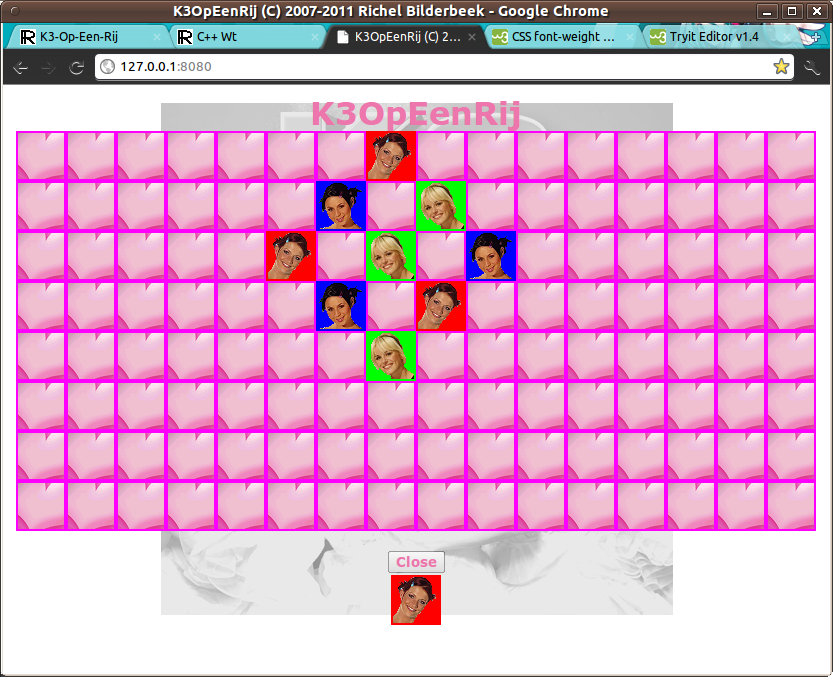 K3OpEenRij (C) 2007-2011 Richel Bilderbeek - Google Chrome
K3-Op-Een-Rij
C++ Wt
K3OpEenRij (C) 2...
CSS font-weight ...
Tryit Editor v1.4
127.0.0.1:8080
K3OpEenRij
Close